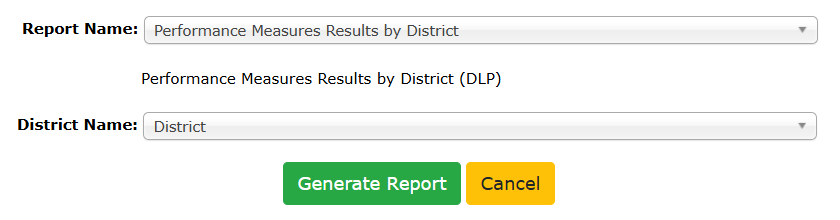 Report Name: Performance Measures Results by District
Performance Measures Results by District (DLP)
District Name: District
Generate Report Cancel